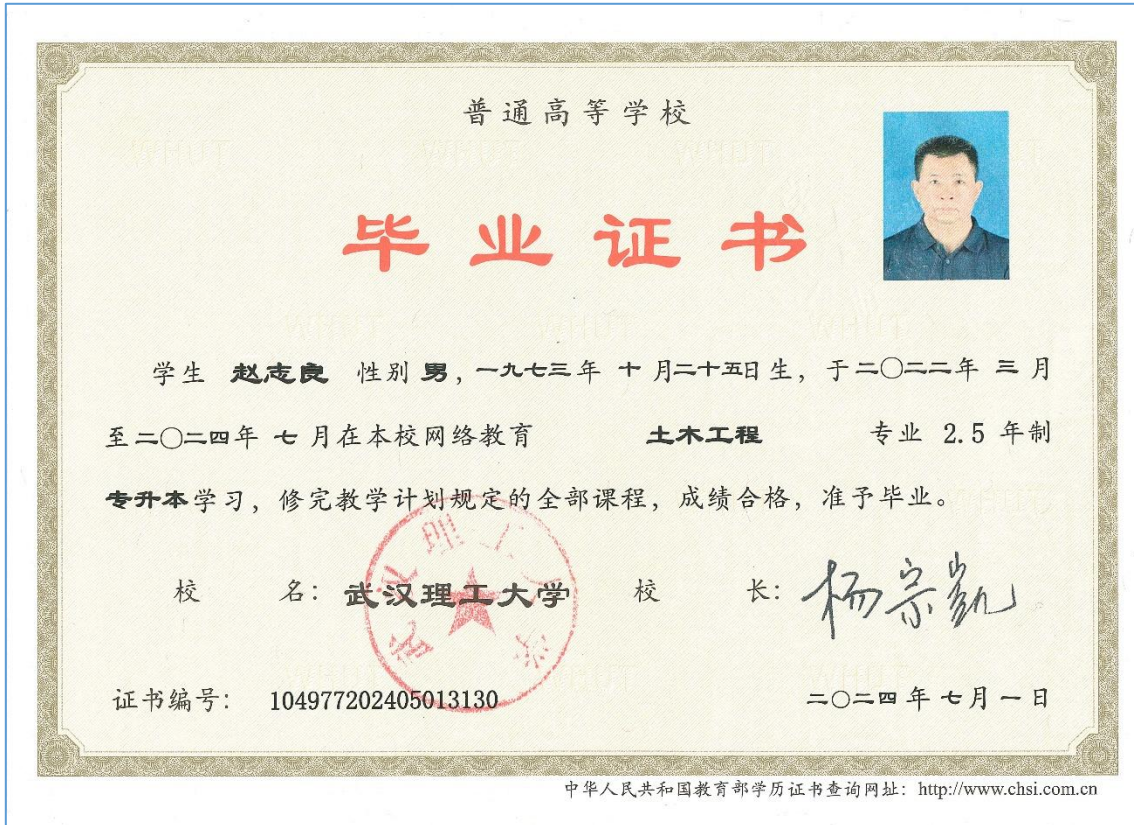 普通高等学校
毕业证书
学生 赵志良 性别 男，一九七三年 十 月二十五日生，于二〇二二年 三 月
至二〇二四年 七 月在本校网络教育 土木工程 专业 2.5 年制
专升本学习，修完教学计划规定的全部课程，成绩合格，准予毕业。
校 名：武汉理工大学 校 长：杨宗凯
武汉理工大学
证书编号： 104977202405013130 二〇二四年七月一日
中华人民共和国教育部学历证书查询网址：http://www.chsi.com.cn